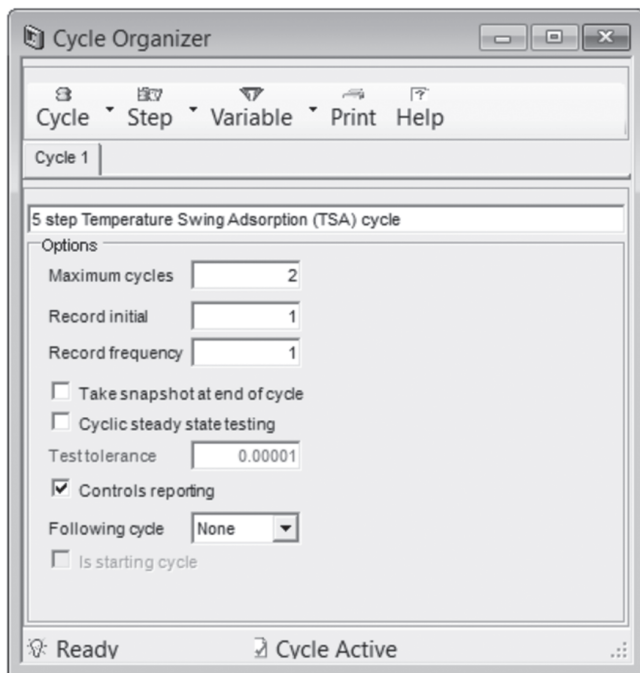 Cycle Organizer
Cycle Step Variable Print Help
Cycle 1
5 step Temperature Swing Adsorption (TSA) cycle
Options
Maximum cycles 2
Record initial 1
Record frequency 1
Take snapshot at end of cycle
Cyclic steady state testing
Test tolerance 0.00001
Controls reporting
Following cycle None
Is starting cycle
Ready Cycle Active